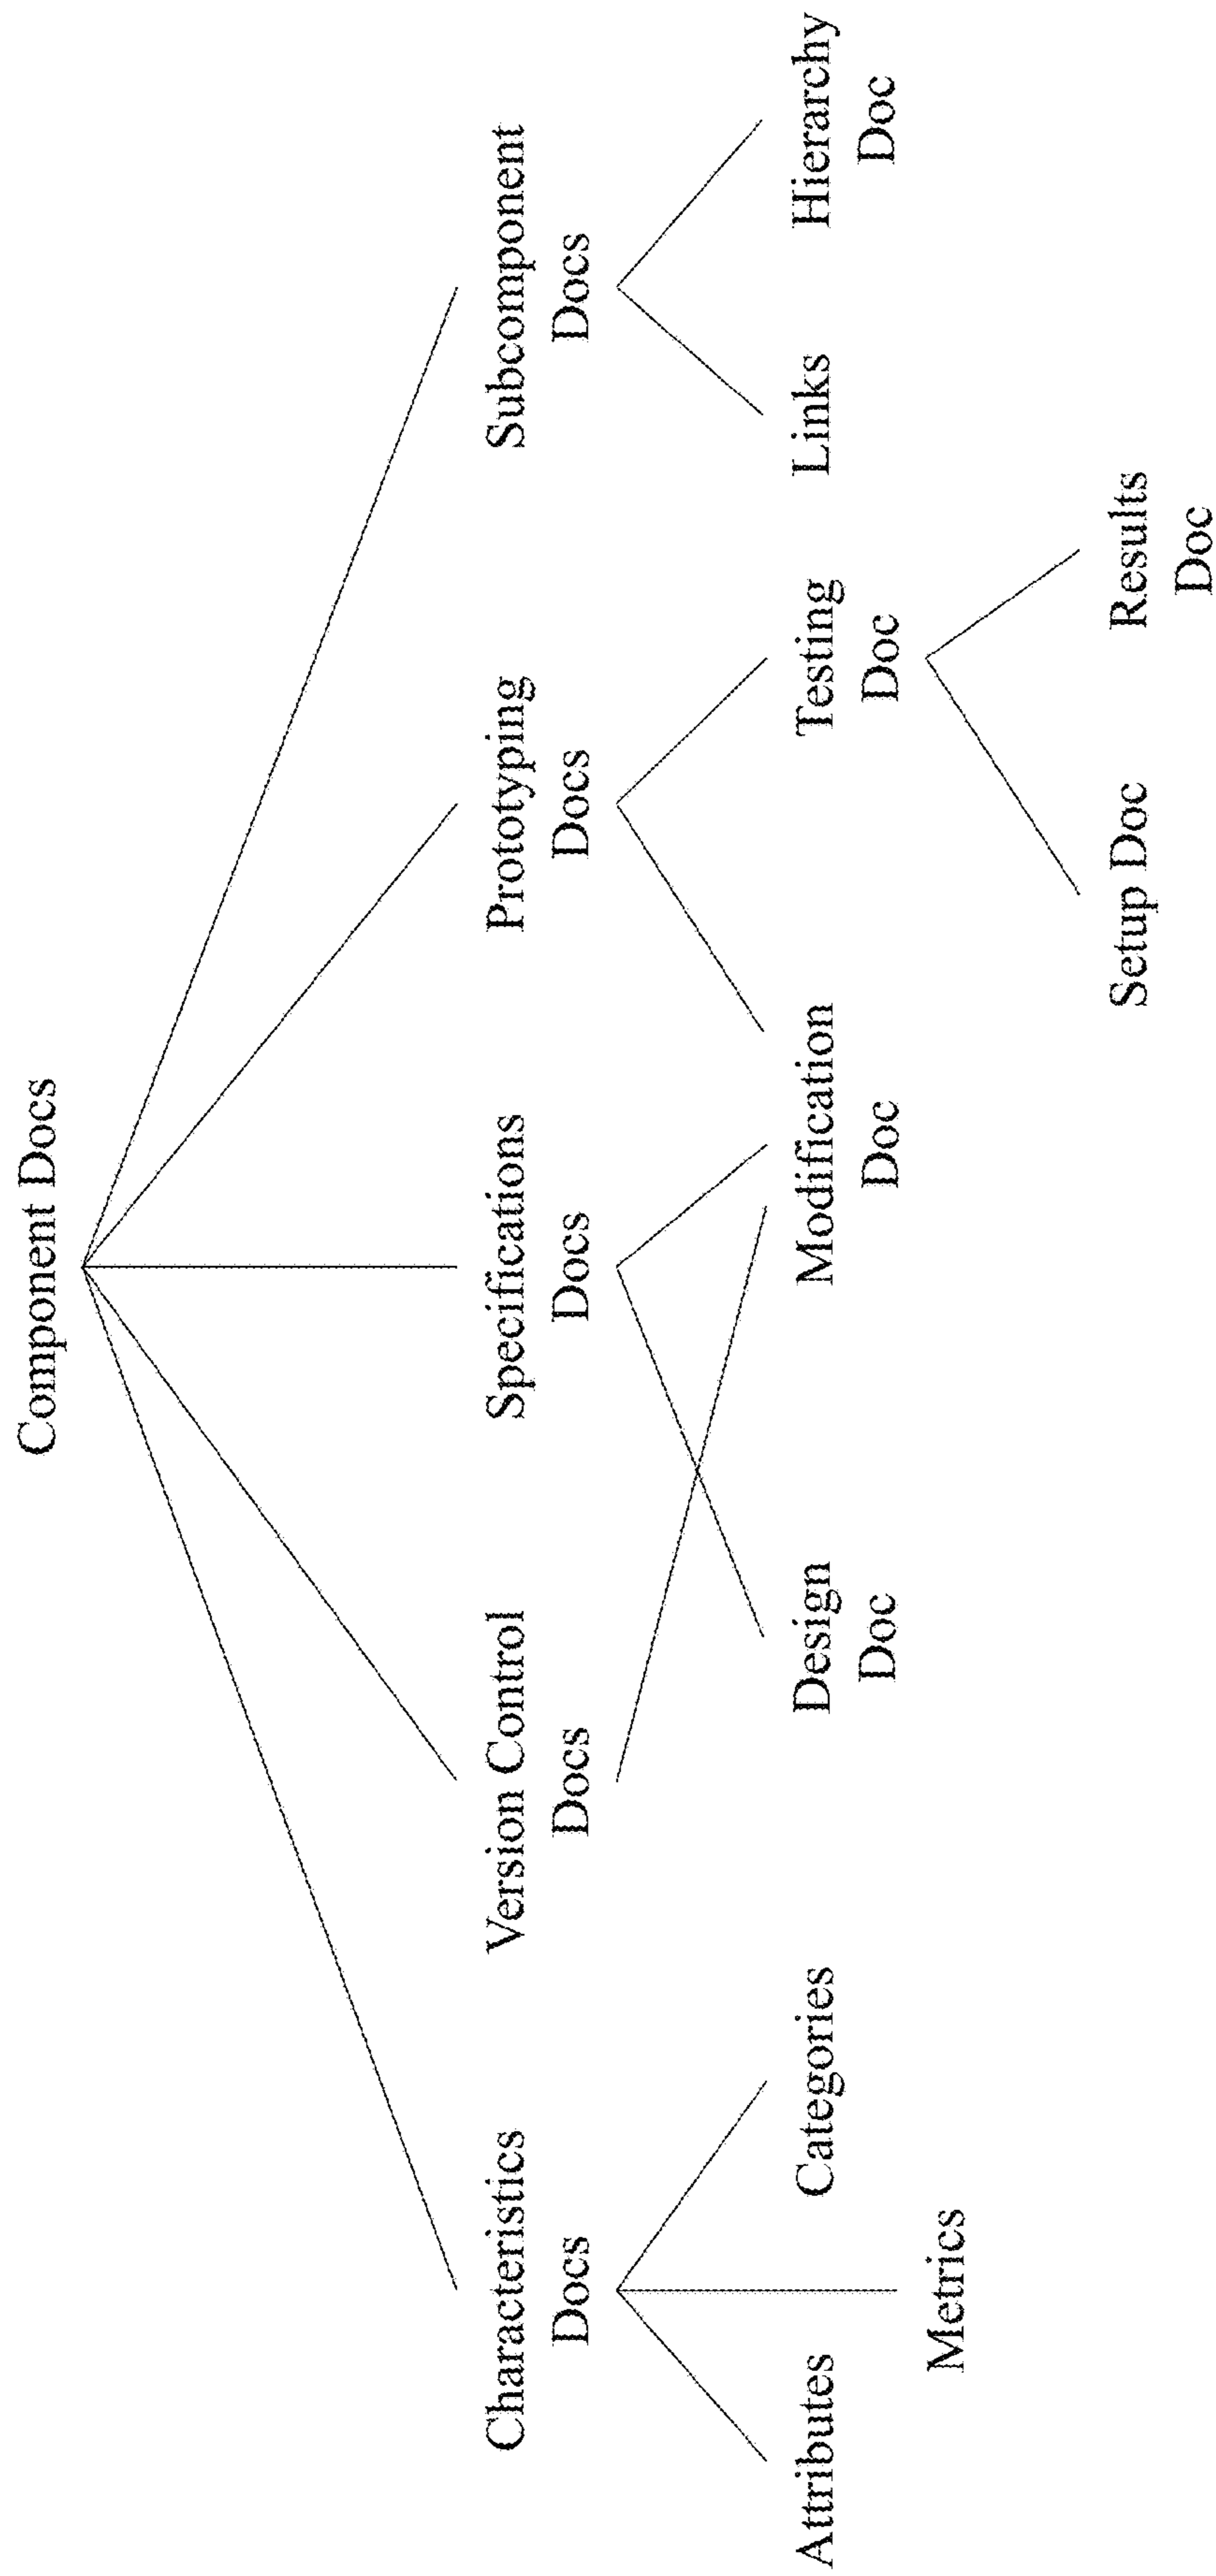 Component Docs
Characteristics
Docs
Version Control
Docs
Specifications
Docs
Prototyping
Docs
Subcomponent
Docs
Attributes
Metrics
Categories
Design
Doc
Modification
Doc
Testing
Doc
Links
Hierarchy
Doc
Setup Doc
Results
Doc